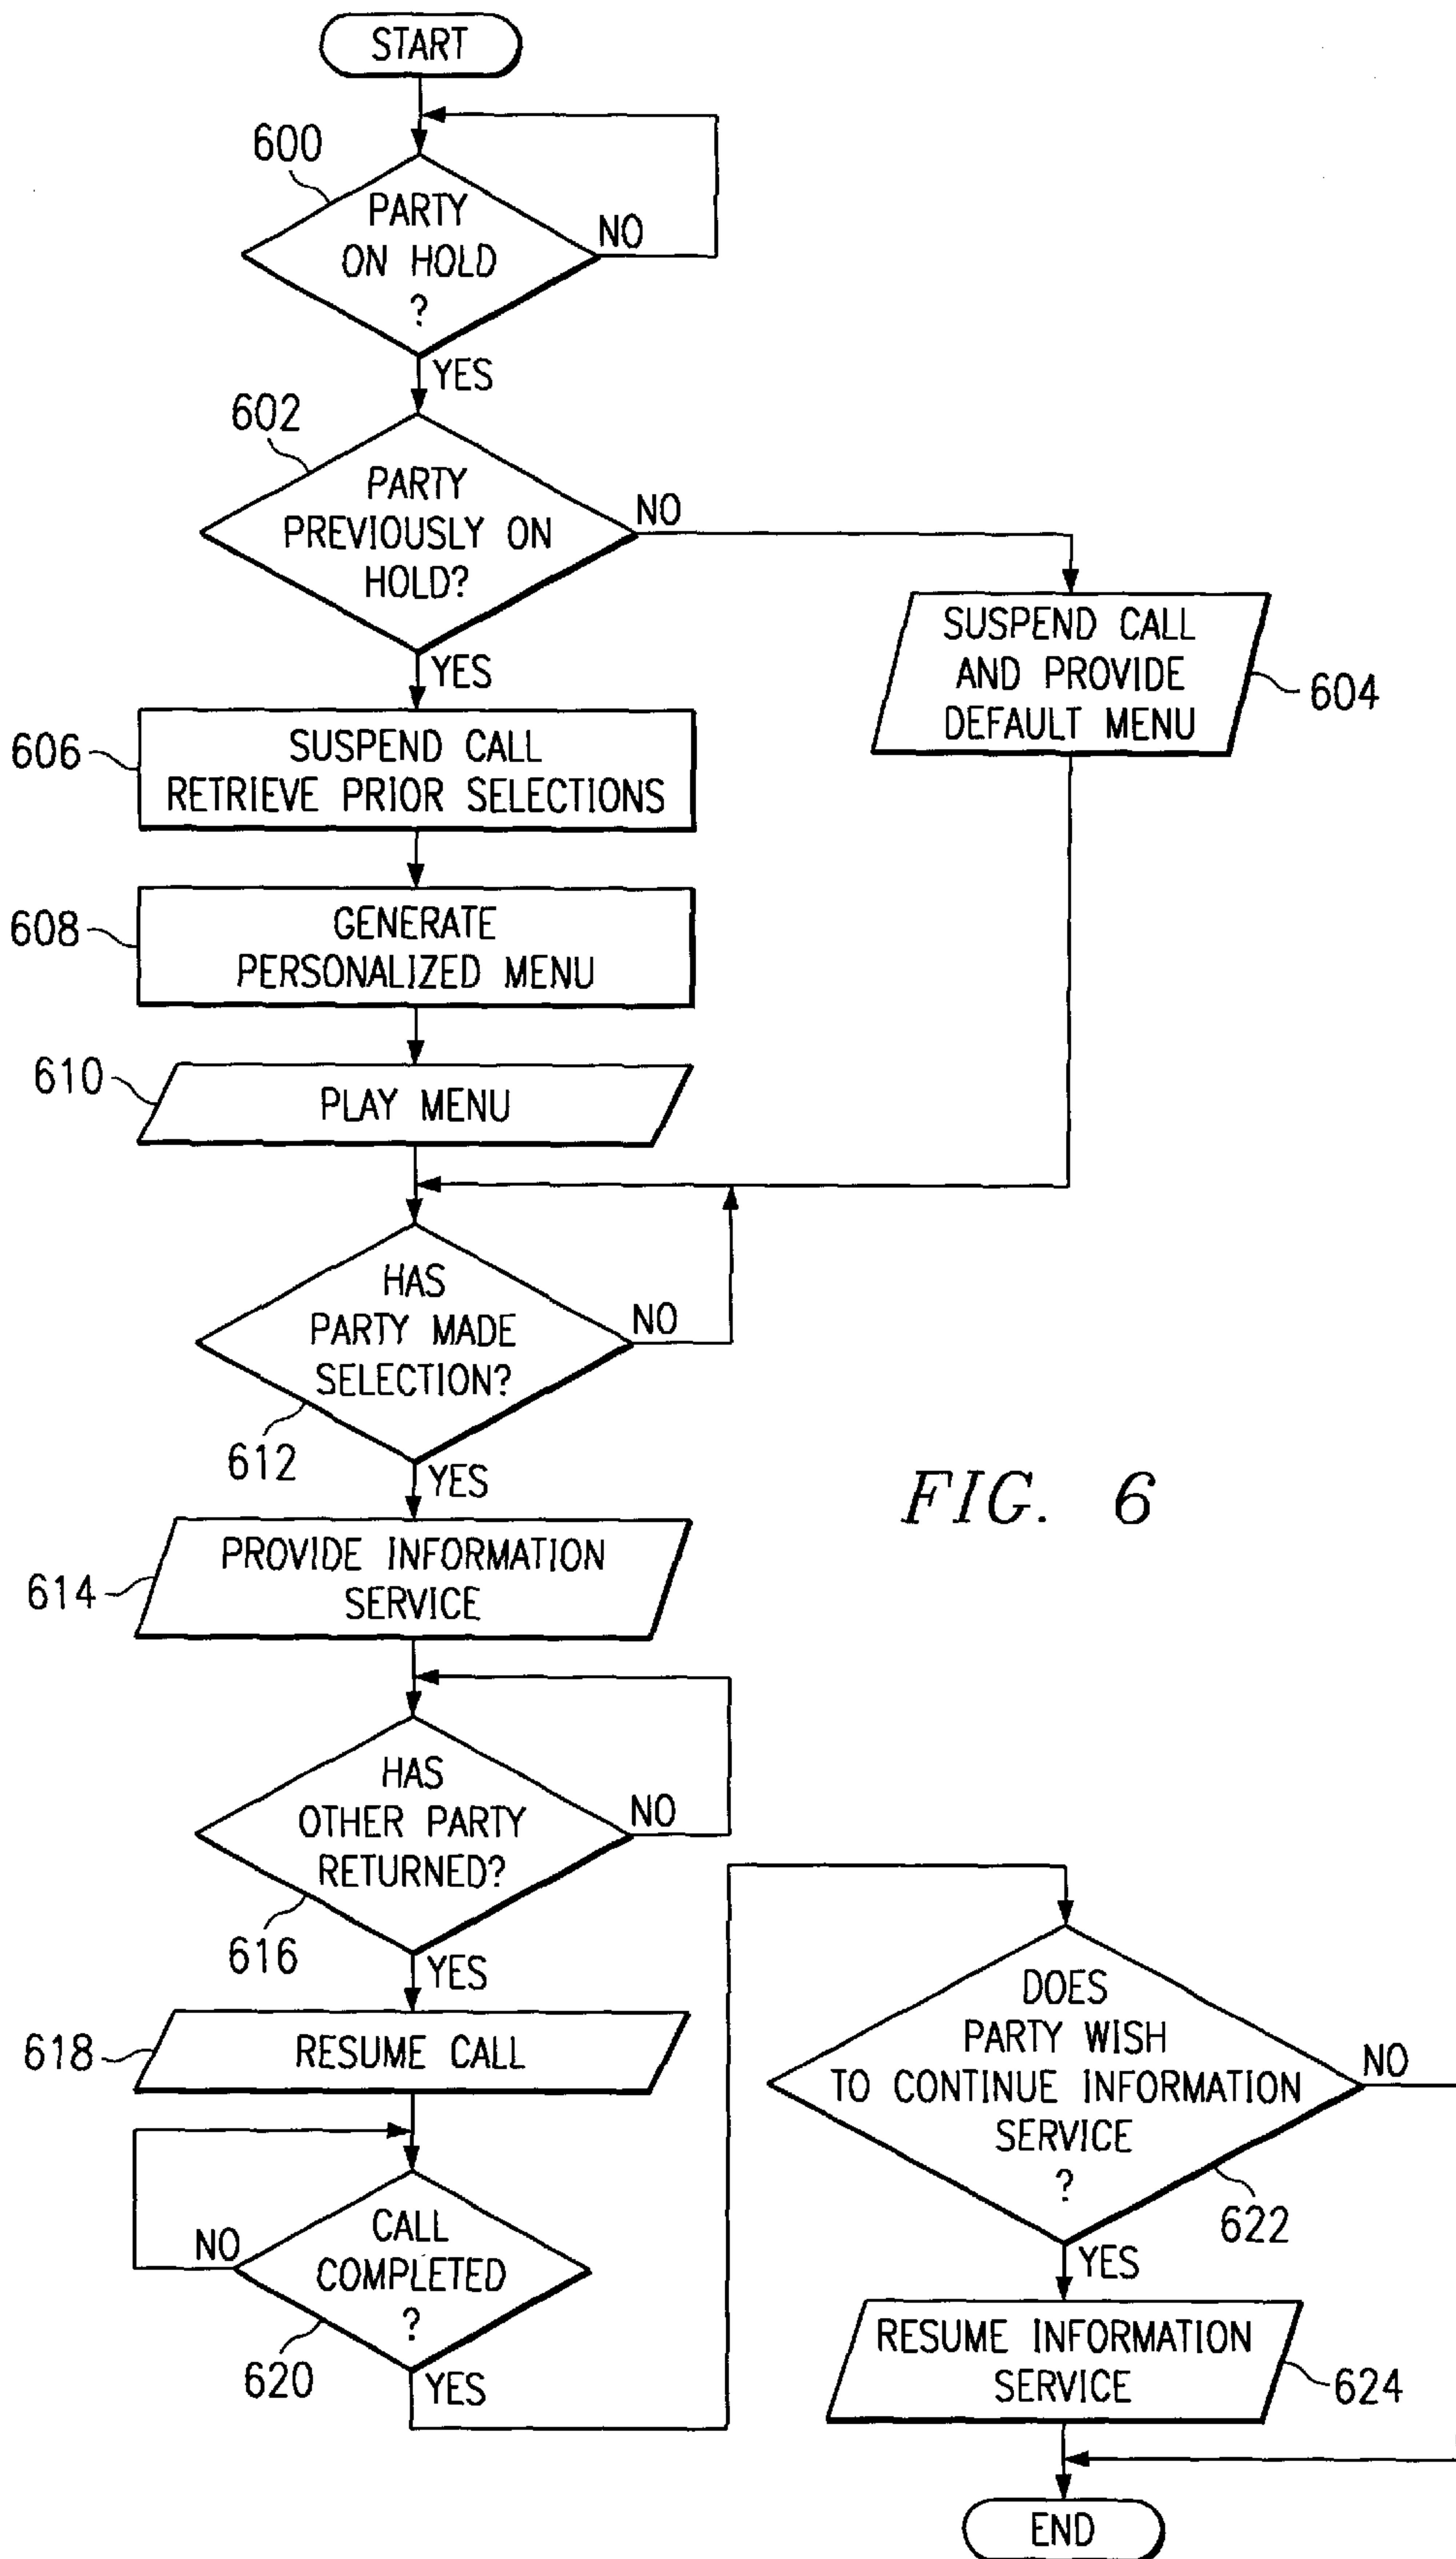 START
600
PARTY
ON HOLD
?
NO
YES
602
PARTY
PREVIOUSLY ON
HOLD?
NO
YES
SUSPEND CALL
AND PROVIDE
DEFAULT MENU
604
606
SUSPEND CALL
RETRIEVE PRIOR SELECTIONS
608
GENERATE
PERSONALIZED MENU
610
PLAY MENU
HAS
PARTY MADE
SELECTION?
NO
612
YES
FIG. 6
614
PROVIDE INFORMATION
SERVICE
HAS
OTHER PARTY
RETURNED?
NO
616
YES
618
RESUME CALL
CALL
COMPLETED
?
NO
620
YES
DOES
PARTY WISH
TO CONTINUE INFORMATION
SERVICE
?
NO
622
YES
RESUME INFORMATION
SERVICE
624
END